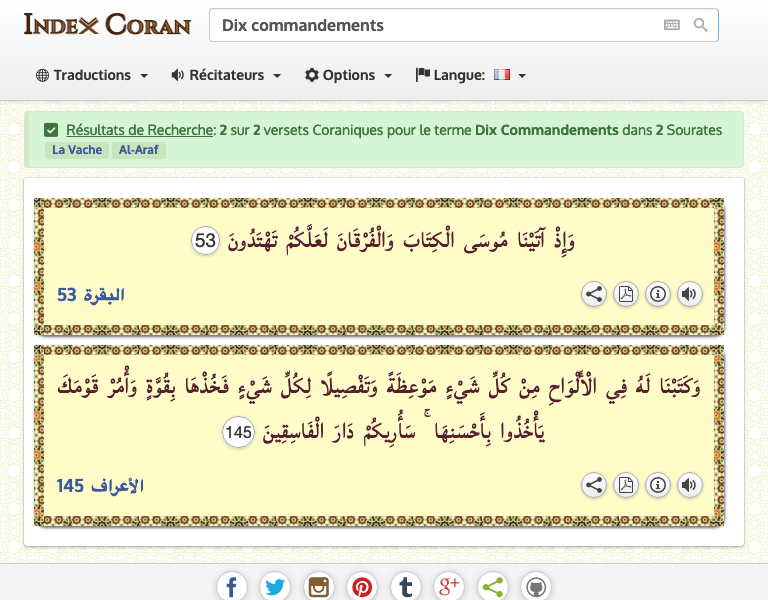 Index Coran
Dix commandements
Traductions Récitateurs Options Langue:
Résultats de Recherche: 2 sur 2 versets Coraniques pour le terme Dix Commandements dans 2 Sourates
La Vache Al-Araf
وَإِذْ آتَيْنَا مُوسَى الْكِتَابَ وَالْفُرْقَانَ لَعَلَّكُمْ تَهْتَدُونَ 53
البقرة 53
وَكَتَبْنَا لَهُ فِي الْأَلْوَاحِ مِنْ كُلِّ شَيْءٍ مَوْعِظَةً وَتَفْصِيلًا لِكُلِّ شَيْءٍ فَخُذْهَا بِقُوَّةٍ وَأْمُرْ قَوْمَكَ
يَأْخُذُوا بِأَحْسَنِهَا ۚ سَأُرِيكُمْ دَارَ الْفَاسِقِينَ 145
الأعراف 145